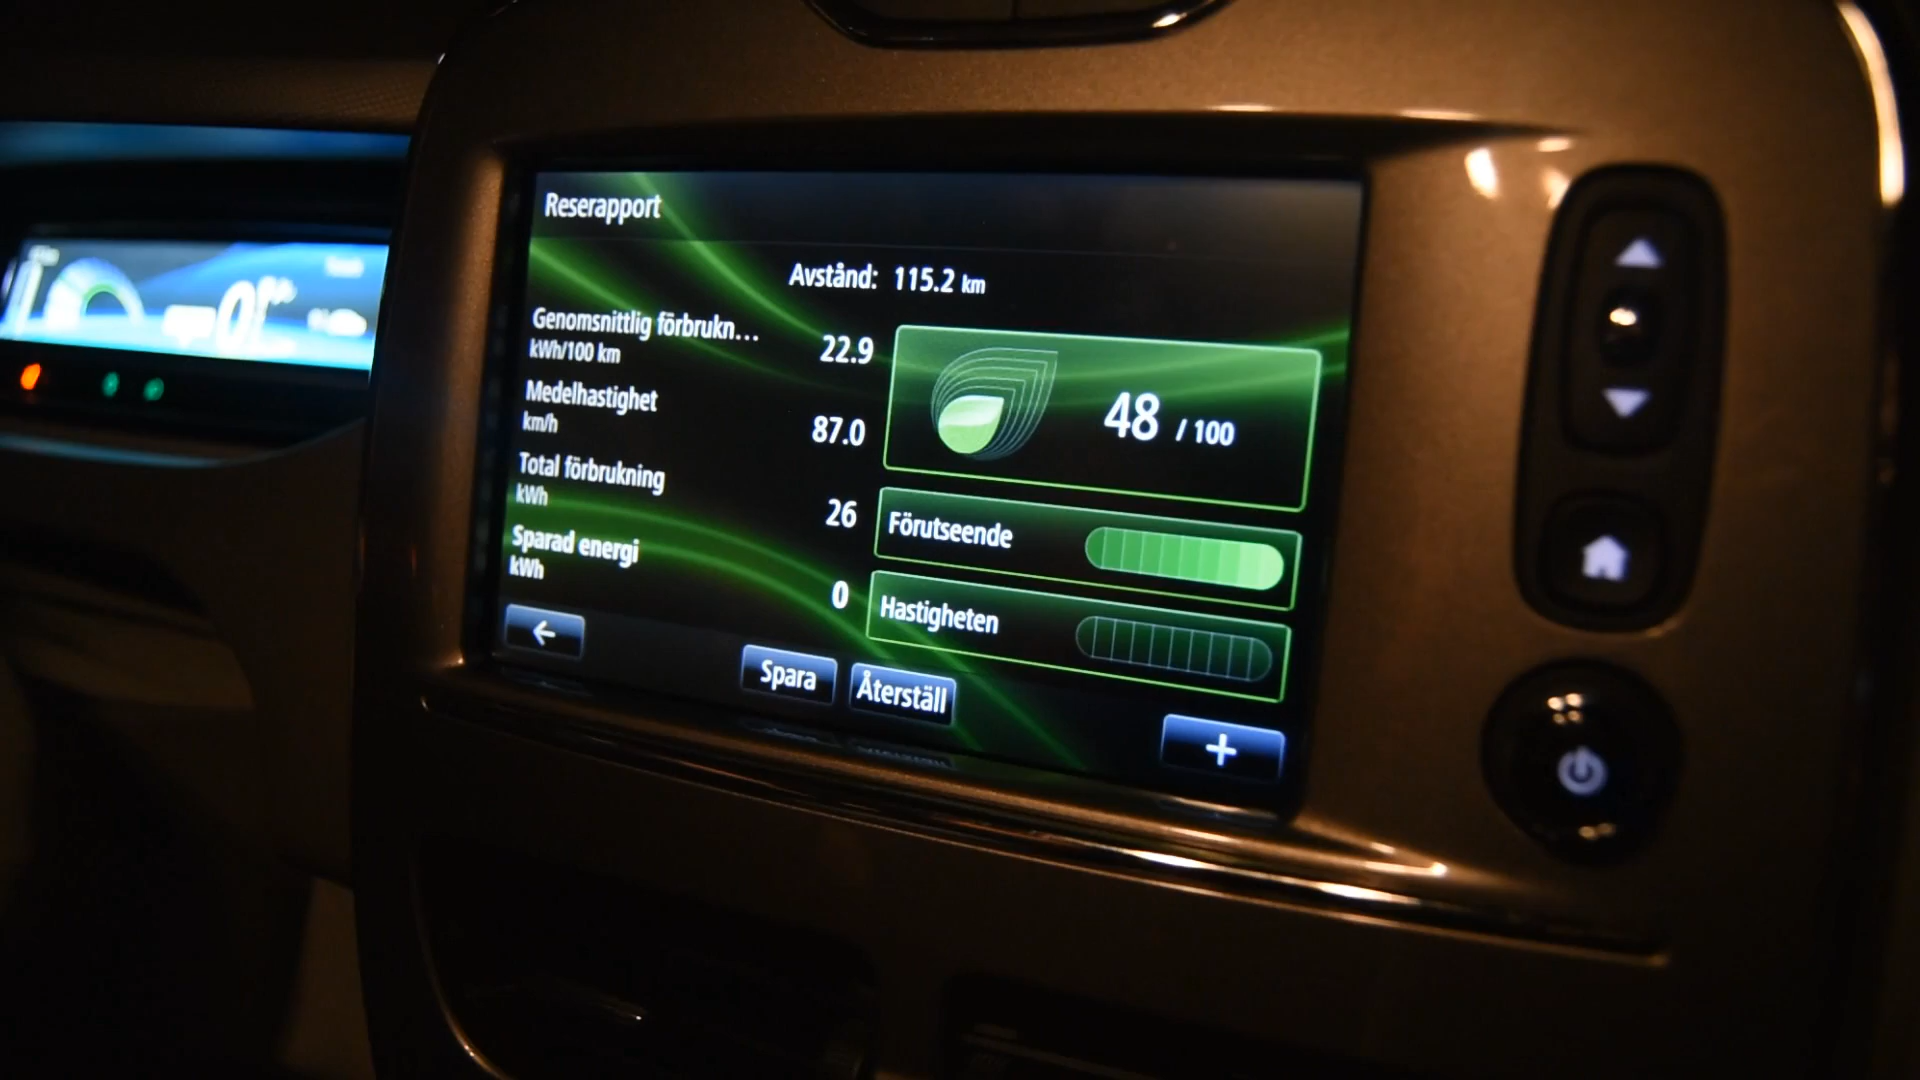 Reserapport
Avstånd: 115.2 km
Genomsnittlig förbrukn...
kWh/100 km
22.9
Medelhastighet
km/h
87.0
Total förbrukning
kWh
26
Sparad energi
kWh
0
48 / 100
Förutseende
Hastigheten
Spara
Återställ
0